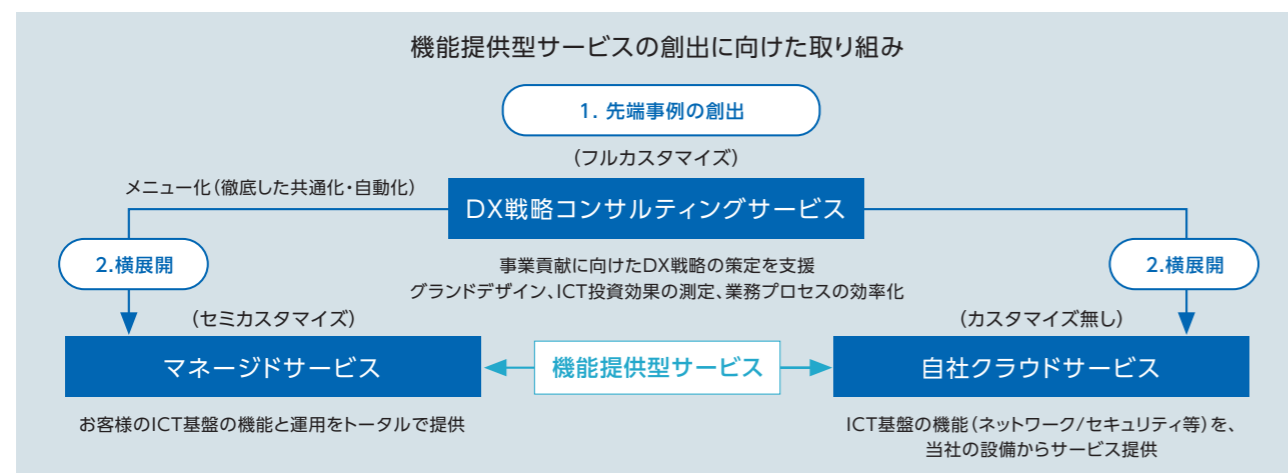 機能提供型サービスの創出に向けた取り組み
1. 先端事例の創出
(フルカスタマイズ)
メニュー化(徹底した共通化・自動化)
DX戦略コンサルティングサービス
2.横展開
事業貢献に向けたDX戦略の策定を支援
グランドデザイン、ICT投資効果の測定、業務プロセスの効率化
2.横展開
(セミカスタマイズ)
マネージドサービス
機能提供型サービス
(カスタマイズ無し)
自社クラウドサービス
お客様のICT基盤の機能と運用をトータルで提供
ICT基盤の機能(ネットワーク/セキュリティ等)を、
当社の設備からサービス提供